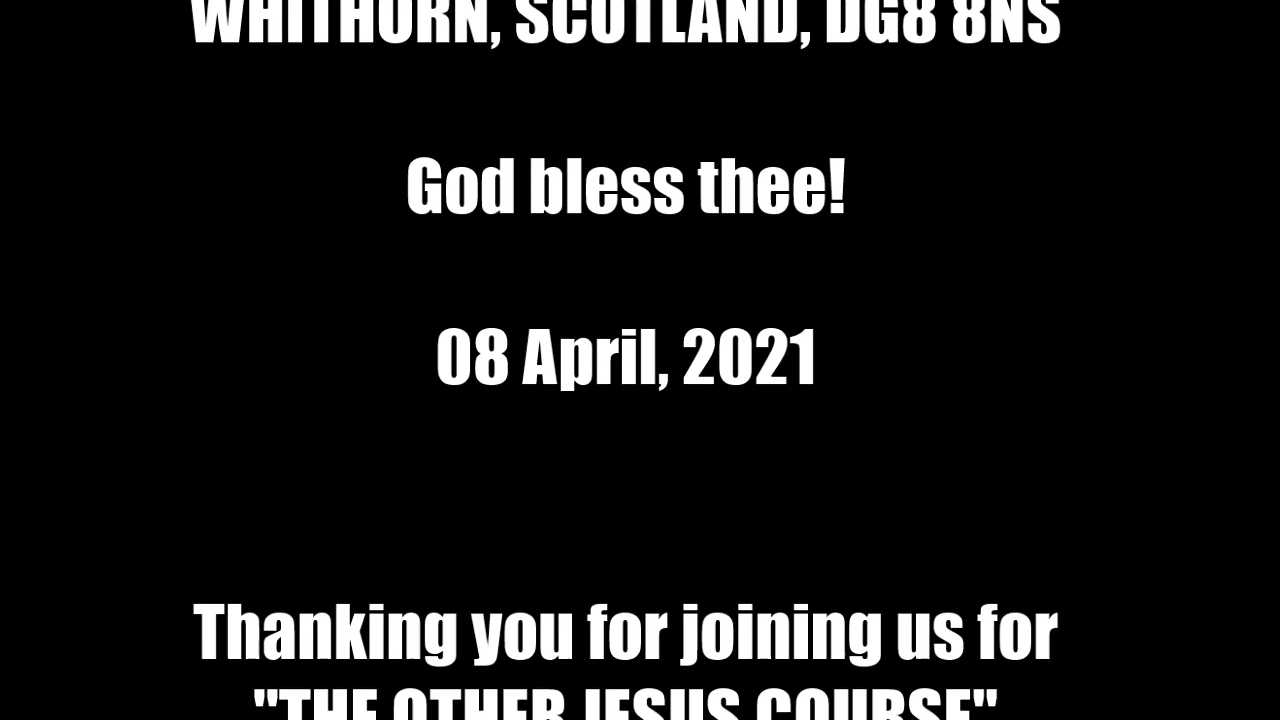 WHITHORN, SCOTLAND, DG8 8NS
God bless thee!
08 April, 2021
Thanking you for joining us for
"THE OTHER JESUS COURSE"